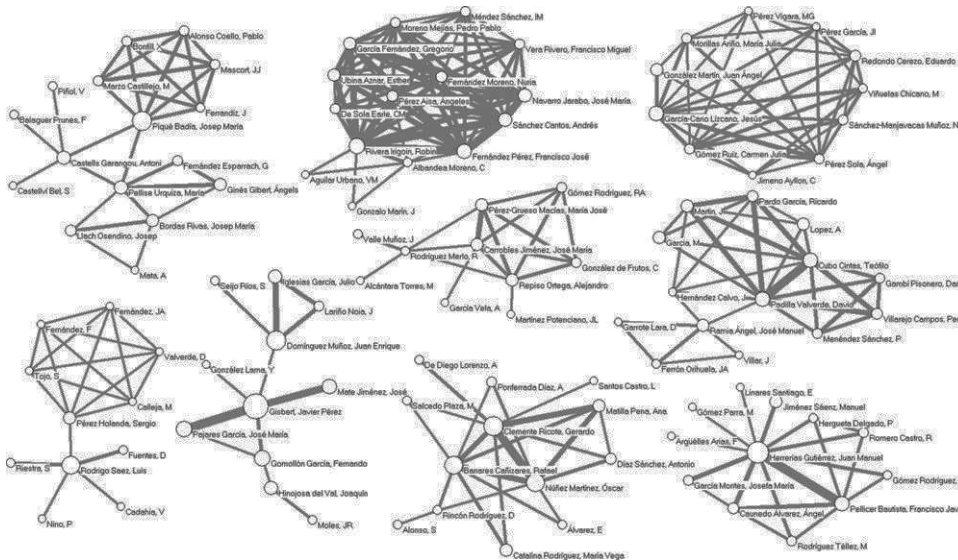 Bonfill, X
Alonso Coello, Pablo
Mascort, JJ
Marzo Castillejo, M
Ferrandiz, J
Piqué Badia, Josep Maria
Piñol, V
Balaguer Prunes, F
Castells Garangou, Antoni
Castellví Bel, S
Fernández Esparrach, G
Ginés Gibert, Àngels
Pellisa Urquiza, Maria
Bordas Rivas, Josep Maria
Llach Osendino, Josep
Mata, A
Méndez Sánchez, IM
Moreno Mejias, Pedro Pablo
Vera Rivero, Francisco Miguel
García Fernández, Gregorio
Ubina Aznar, Esther
Fernández Moreno, Nuria
Pérez Aisa, Angeles
Navarro Jarabo, José María
De Sola Earle, CM
Sánchez Cantos, Andrés
Rivera Irigoin, Robin
Fernández Pérez, Francisco José
Albandea Moreno, C
Aguilar Urbano, VM
Gonzalo Marín, J
Pérez Vigara, MG
Pérez García, JI
Morillas Ariño, María Julia
Redondo Cerezo, Eduardo
González Martín, Juan Ángel
Viñuelas Chicano, M
García-Cano Lizcano, Jesús
Sánchez-Manjavacas Muñoz, N
Gómez Ruiz, Carmen Julia
Pérez Sola, Ángel
Jimeno Ayllon, C
Gómez Rodríguez, RA
Pérez-Grueso Macías, María José
Valle Muñoz, J
Carrobles Jiménez, José María
Rodríguez Merlo, R
González de Frutos, C
Alcántara Torres, M
Repiso Ortega, Alejandro
García Vela, A
Martínez Potenciano, JL
Martín, J
Pardo García, Ricardo
Lopez, A
García, M
Cubo Cintas, Teófilo
Gambi Pisonero, Dan
Hernández Calvo, J
Padilla Valverde, David
Villarejo Campos, Pe
Garrote Lara, D
Ramia Ángel, José Manuel
Menéndez Sánchez, P
Villar, J
Ferrón Orihuela, JA
Fernández, JA
Fernández, F
Valverde, D
Tojo, S
Calleja, M
Pérez Holanda, Sergio
Riestra, S
Fuentes, D
Rodrigo Saez, Luis
Nino, P
Cadahia, V
Seijo Ríos, S
Iglesias García, Julio
Lariño Noia, J
Domínguez Muñoz, Juan Enrique
González Lama, Y
Mate Jiménez, José
Gisbert, Javier Pérez
Pajares García, José María
Gomollón García, Fernando
Hinojosa del Val, Joaquín
Moles, JR
De Diego Lorenzo, A
Ponferrada Díaz, A
Santos Castro, L
Salcedo Plaza, M
Matilla Pena, Ana
Clemente Ricote, Gerardo
Díaz Sánchez, Antonio
Banares Cañizares, Rafael
Núñez Martínez, Óscar
Rincón Rodríguez, D
Alonso, S
Álvarez, E
Catalina Rodríguez, María Vega
Linares Santiago, E
Jiménez Sáenz, Manuel
Gómez Parra, M
Hergueta Delgado, P
Romero Castro, R
Argüelles Arias, F
Herrerías Gutiérrez, Juan Manuel
García Montes, Josefa María
Gómez Rodríguez,
Caunedo Álvarez, Ángel
Pellicer Bautista, Francisco Jav
Rodríguez Téllez, M